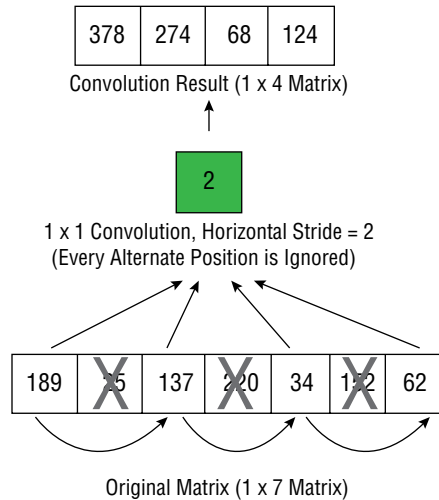 378 274 68 124
Convolution Result (1 x 4 Matrix)
2
1 x 1 Convolution, Horizontal Stride = 2
(Every Alternate Position is Ignored)
189 137 220 34 62
Original Matrix (1 x 7 Matrix)